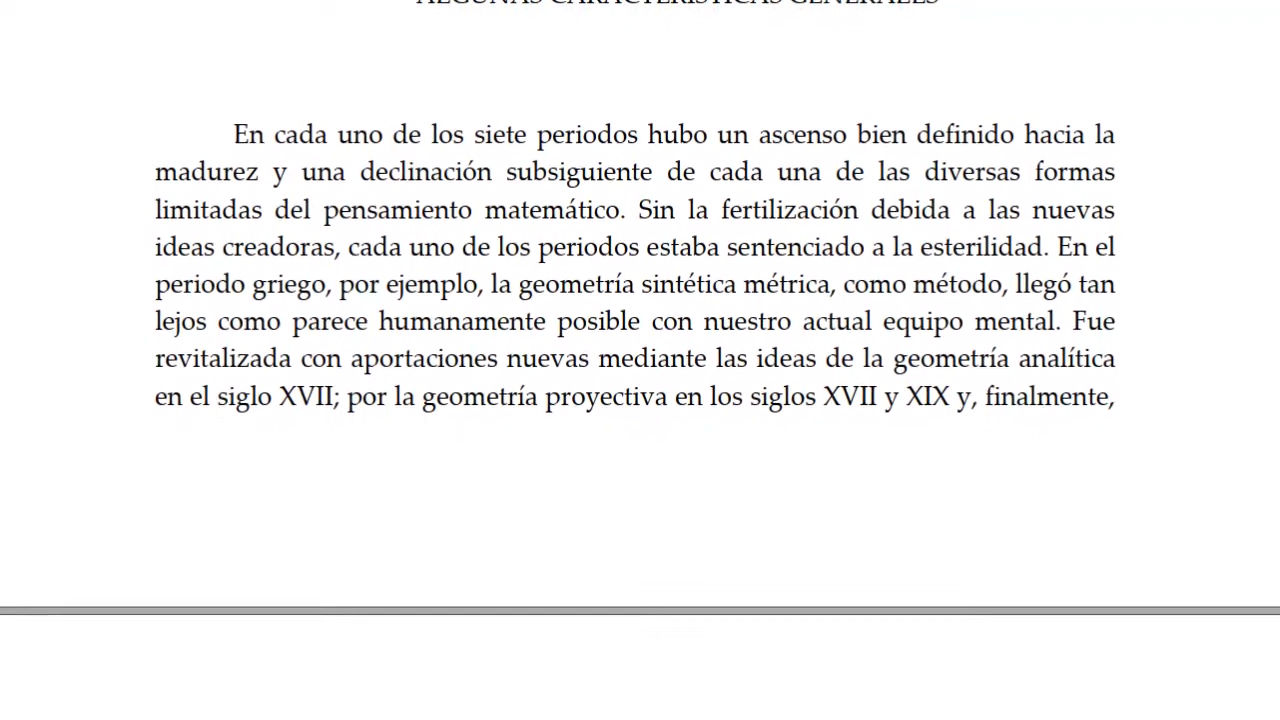 ALGUNAS CARACTERÍSTICAS GENERALES
En cada uno de los siete periodos hubo un ascenso bien definido hacia la
madurez y una declinación subsiguiente de cada una de las diversas formas
limitadas del pensamiento matemático. Sin la fertilización debida a las nuevas
ideas creadoras, cada uno de los periodos estaba sentenciado a la esterilidad. En el
periodo griego, por ejemplo, la geometría sintética métrica, como método, llegó tan
lejos como parece humanamente posible con nuestro actual equipo mental. Fue
revitalizada con aportaciones nuevas mediante las ideas de la geometría analítica
en el siglo XVII; por la geometría proyectiva en los siglos XVII y XIX y, finalmente,